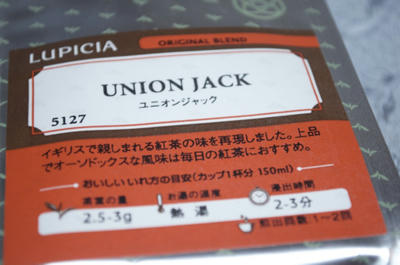 LUPICIA
ORIGINAL BLEND
UNION JACK
ユニオンジャック
5127
イギリスで親しまれる紅茶の味を再現しました。上品
でオーソドックスな風味は毎日の紅茶におすすめ。
おいしいいれ方の目安(カップ1杯分 150ml)
茶葉の量 お湯の温度 浸出時間
2.5-3g 熱湯 2-3分
煎出回数 1〜2回